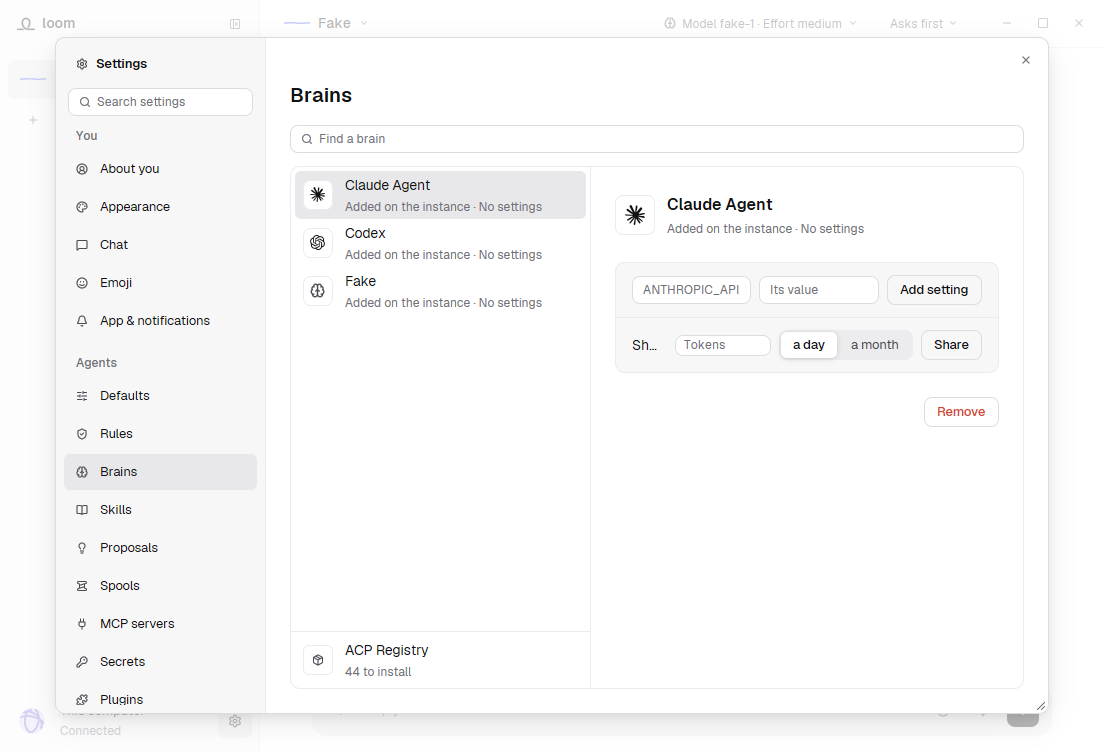 loom
Fake
Model fake-1 · Effort medium
Asks first
Settings
Search settings
You
About you
Appearance
Chat
Emoji
App & notifications
Agents
Defaults
Rules
Brains
Skills
Proposals
Spools
MCP servers
Secrets
Plugins
Connected
Brains
Find a brain
Claude Agent
Added on the instance · No settings
Codex
Added on the instance · No settings
Fake
Added on the instance · No settings
ACP Registry
44 to install
Claude Agent
Added on the instance · No settings
ANTHROPIC_API
Its value
Add setting
Sh...
Tokens
a day
a month
Share
Remove